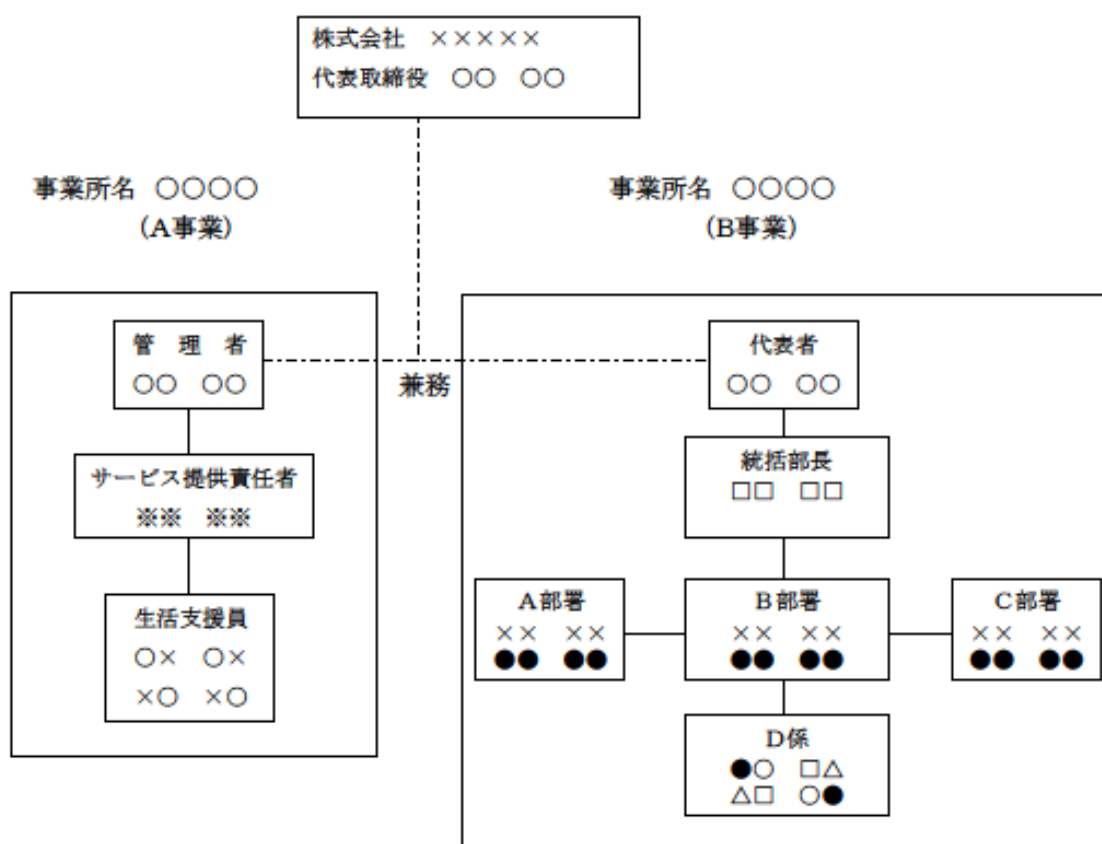 株式会社　×××××
代表取締役　○○　○○
事業所名　○○○○
（A事業）
事業所名　○○○○
（B事業）
兼務
管　理　者
○○　○○
サービス提供責任者
※※　※※
生活支援員
○×　○×
×○　×○
代表者
○○　○○
統括部長
□□　□□
A部署
××　××
●●　●●
B部署
××　××
●●　●●
C部署
××　××
●●　●●
D係
●○　□△
△□　○●